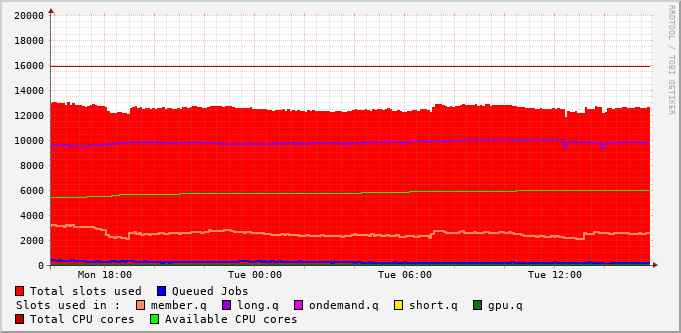 20000
18000
16000
14000
12000
10000
8000
6000
4000
2000
0
Mon 18:00 Tue 00:00 Tue 06:00 Tue 12:00
Total slots used Queued Jobs
Slots used in : member.q long.q ondemand.q short.q gpu.q
Total CPU cores Available CPU cores
RRDTOOL / TOBI OETIKER